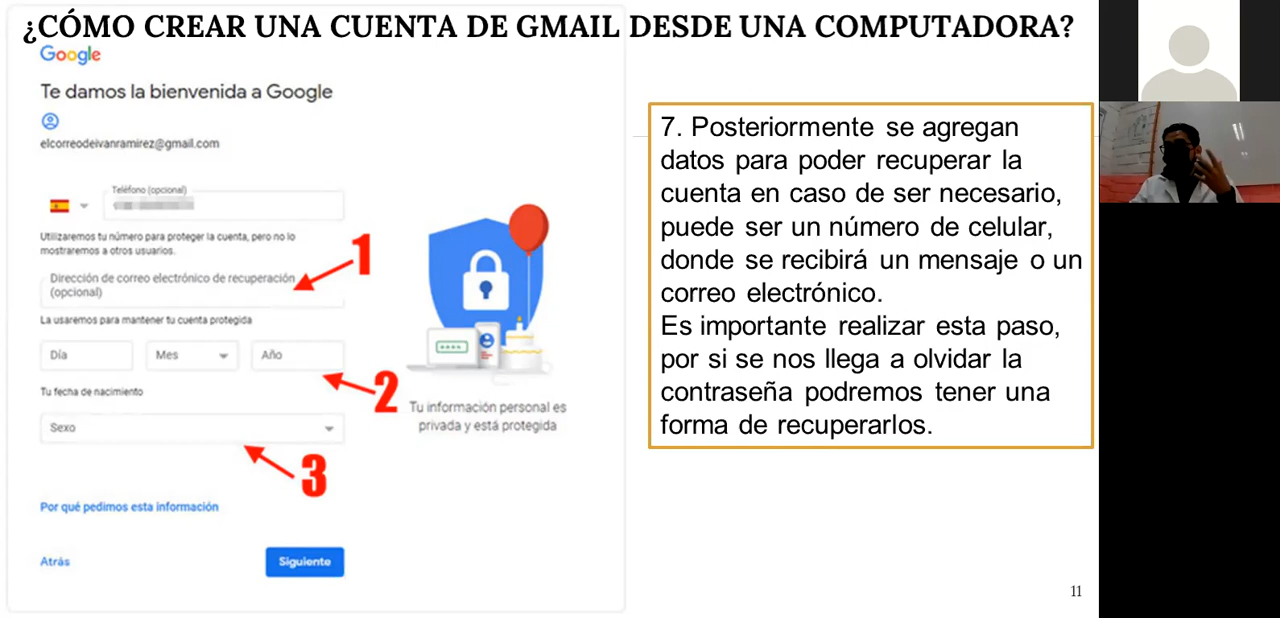 ¿CÓMO CREAR UNA CUENTA DE GMAIL DESDE UNA COMPUTADORA?
Google
Te damos la bienvenida a Google
elcorreodeivanramirez@gmail.com
Teléfono (opcional)
Utilizaremos tu número para proteger la cuenta, pero no lo
mostraremos a otros usuarios.
1
Dirección de correo electrónico de recuperación
(opcional)
La usaremos para mantener tu cuenta protegida
Día
Mes
Año
2
Tu fecha de nacimiento
Sexo
3
Por qué pedimos esta información
Atrás
Siguiente
Tu información personal es
privada y está protegida
7. Posteriormente se agregan
datos para poder recuperar la
cuenta en caso de ser necesario,
puede ser un número de celular,
donde se recibirá un mensaje o un
correo electrónico.
Es importante realizar esta paso,
por si se nos llega a olvidar la
contraseña podremos tener una
forma de recuperarlos.
11